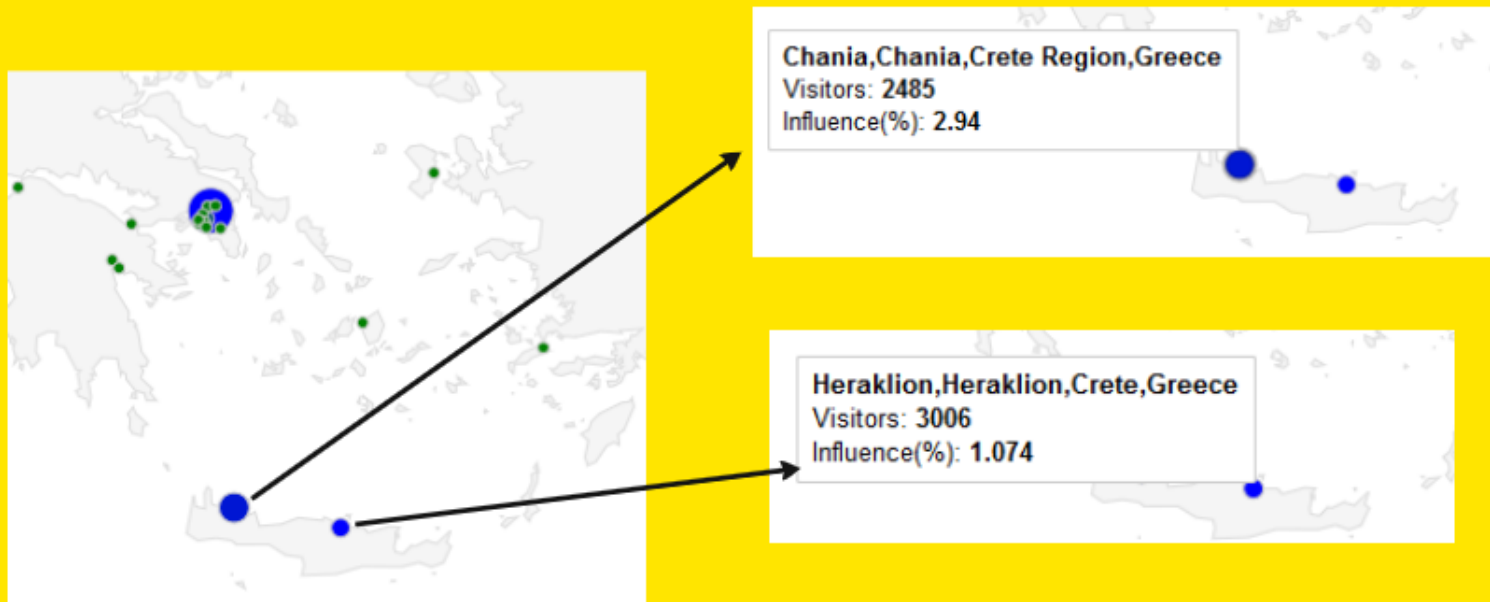 Chania,Chania,Crete Region,Greece
Visitors: 2485
Influence(%): 2.94
Heraklion,Heraklion,Crete,Greece
Visitors: 3006
Influence(%): 1.074